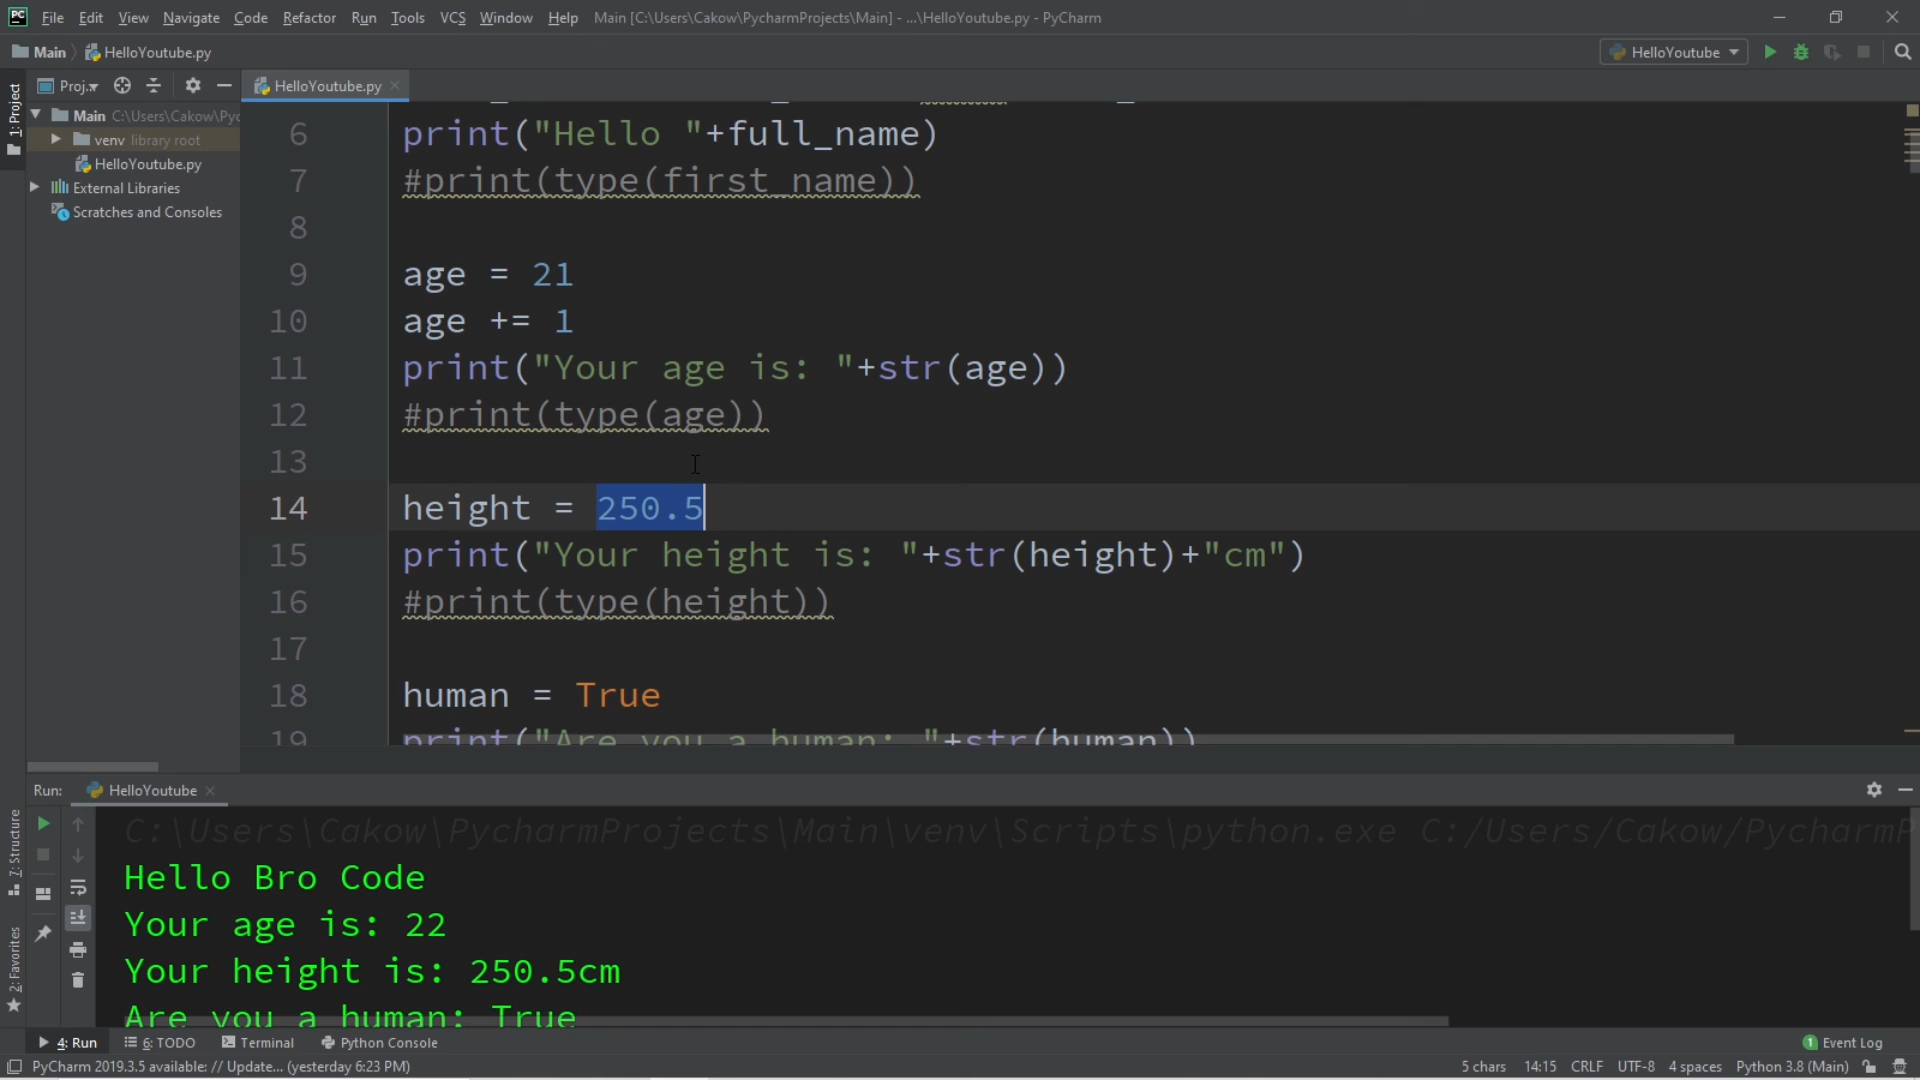 PC File Edit View Navigate Code Refactor Run Tools VCS Window Help Main [C:\Users\Cakow\PycharmProjects\Main] - ...\HelloYoutube.py - PyCharm
Main HelloYoutube.py HelloYoutube
Proj.. HelloYoutube.py
1: Project
Main C:\Users\Cakow\Pyc
venv library root
HelloYoutube.py
External Libraries
Scratches and Consoles
6 print("Hello "+full_name)
7 #print(type(first_name))
8
9 age = 21
10 age += 1
11 print("Your age is: "+str(age))
12 #print(type(age))
13
14 height = 250.5
15 print("Your height is: "+str(height)+"cm")
16 #print(type(height))
17
18 human = True
19 print("Are you a human: "+str(human))
Run: HelloYoutube
7: Structure
2: Favorites
C:\Users\Cakow\PycharmProjects\Main\venv\Scripts\python.exe C:/Users/Cakow/PycharmP
Hello Bro Code
Your age is: 22
Your height is: 250.5cm
Are you a human: True
4: Run 6: TODO Terminal Python Console 1 Event Log
PyCharm 2019.3.5 available: // Update... (yesterday 6:23 PM) 5 chars 14:15 CRLF UTF-8 4 spaces Python 3.8 (Main)